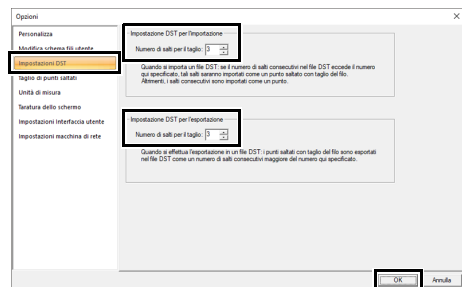 Opzioni
Personalizza
Modifica schema fili utente
Impostazioni DST
Taglio di punti saltati
Unità di misura
Taratura dello schermo
Impostazioni Interfaccia utente
Impostazioni macchina di rete
Impostazione DST per l'importazione
Numero di salti per il taglio: 3
Quando si importa un file DST: se il numero di salti consecutivi nel file DST eccede il numero
qui specificato, tali salti saranno importati come un punto saltato con taglio del filo.
Altrimenti, i salti consecutivi sono importati come un punto.
Impostazione DST per l'esportazione
Numero di salti per il taglio: 3
Quando si effettua l'esportazione in un file DST: i punti saltati con taglio del filo sono esportati
nel file DST come un numero di salti consecutivi maggiore del numero qui specificato.
OK
Annulla